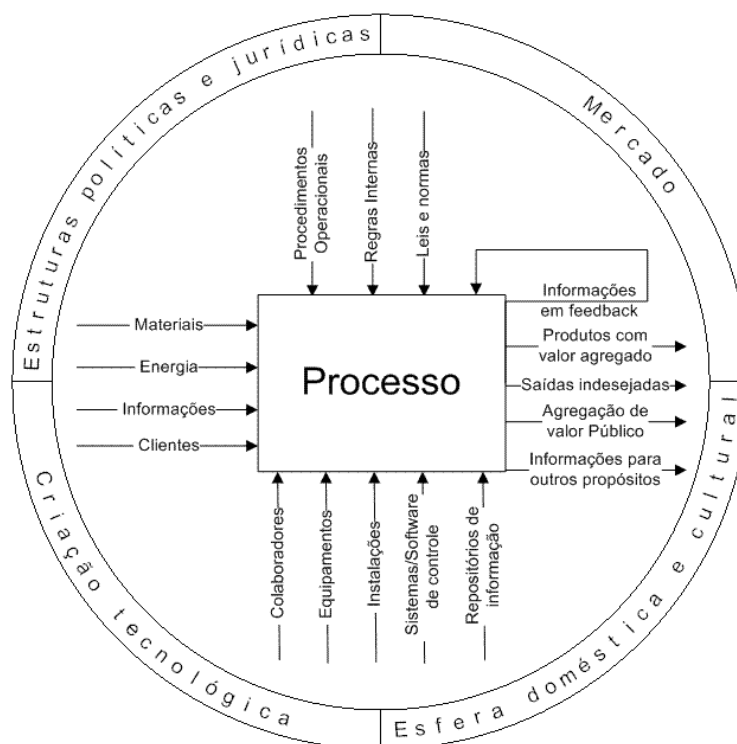 Estruturas políticas e jurídicas
Mercado
Procedimentos
Operacionais
Regras Internas
Leis e normas
Materiais
Energia
Informações
Clientes
Processo
Informações
em feedback
Produtos com
valor agregado
Saídas indesejadas
Agregação de
valor Público
Informações para
outros propósitos
Colaboradores
Equipamentos
Instalações
Sistemas/Software
de controle
Repositórios de
informação
Criação tecnológica
Esfera doméstica e cultural